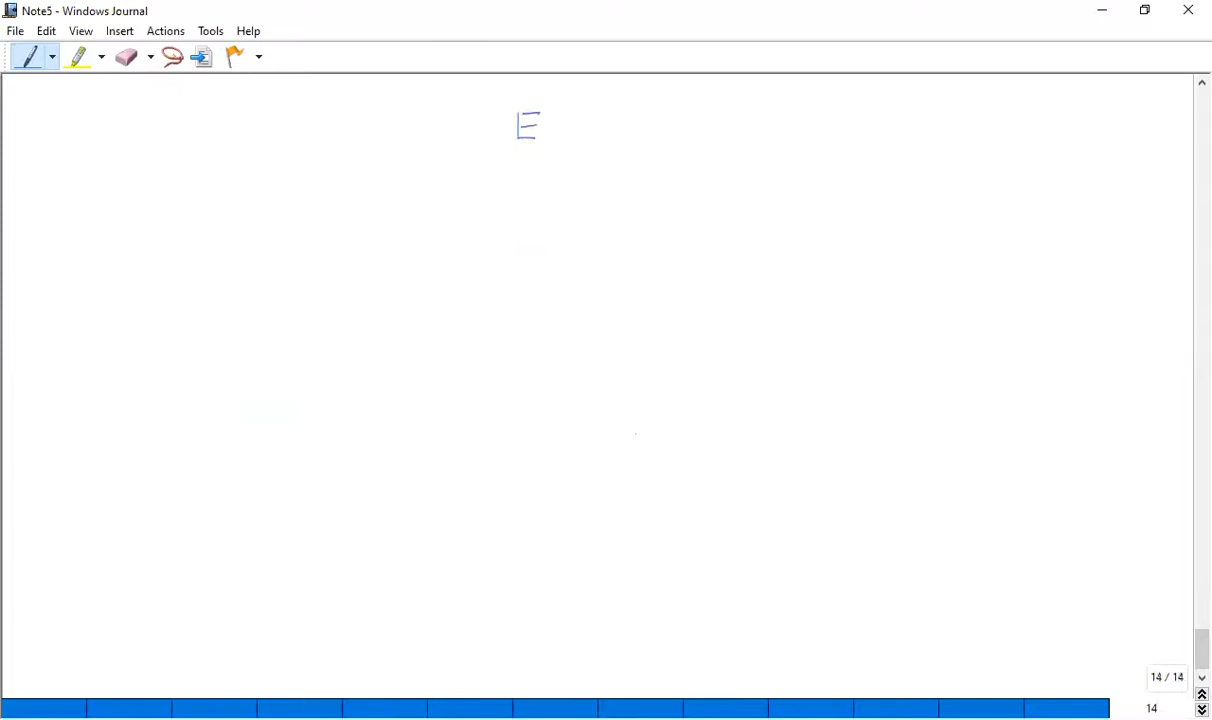 Note5 - Windows Journal
File Edit View Insert Actions Tools Help
E
14 / 14
14